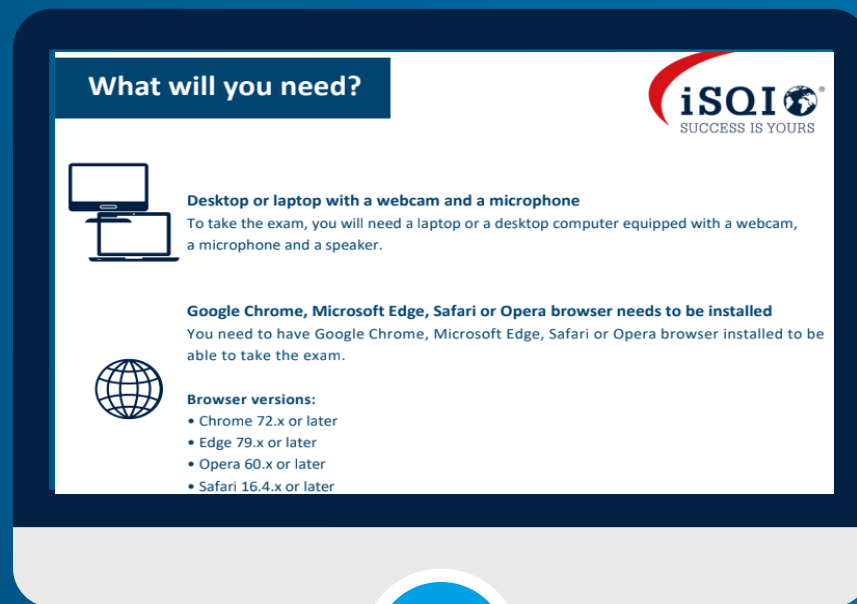 What will you need?
iSQI®
SUCCESS IS YOURS
Desktop or laptop with a webcam and a microphone
To take the exam, you will need a laptop or a desktop computer equipped with a webcam,
a microphone and a speaker.
Google Chrome, Microsoft Edge, Safari or Opera browser needs to be installed
You need to have Google Chrome, Microsoft Edge, Safari or Opera browser installed to be
able to take the exam.
Browser versions:
• Chrome 72.x or later
• Edge 79.x or later
• Opera 60.x or later
• Safari 16.4.x or later